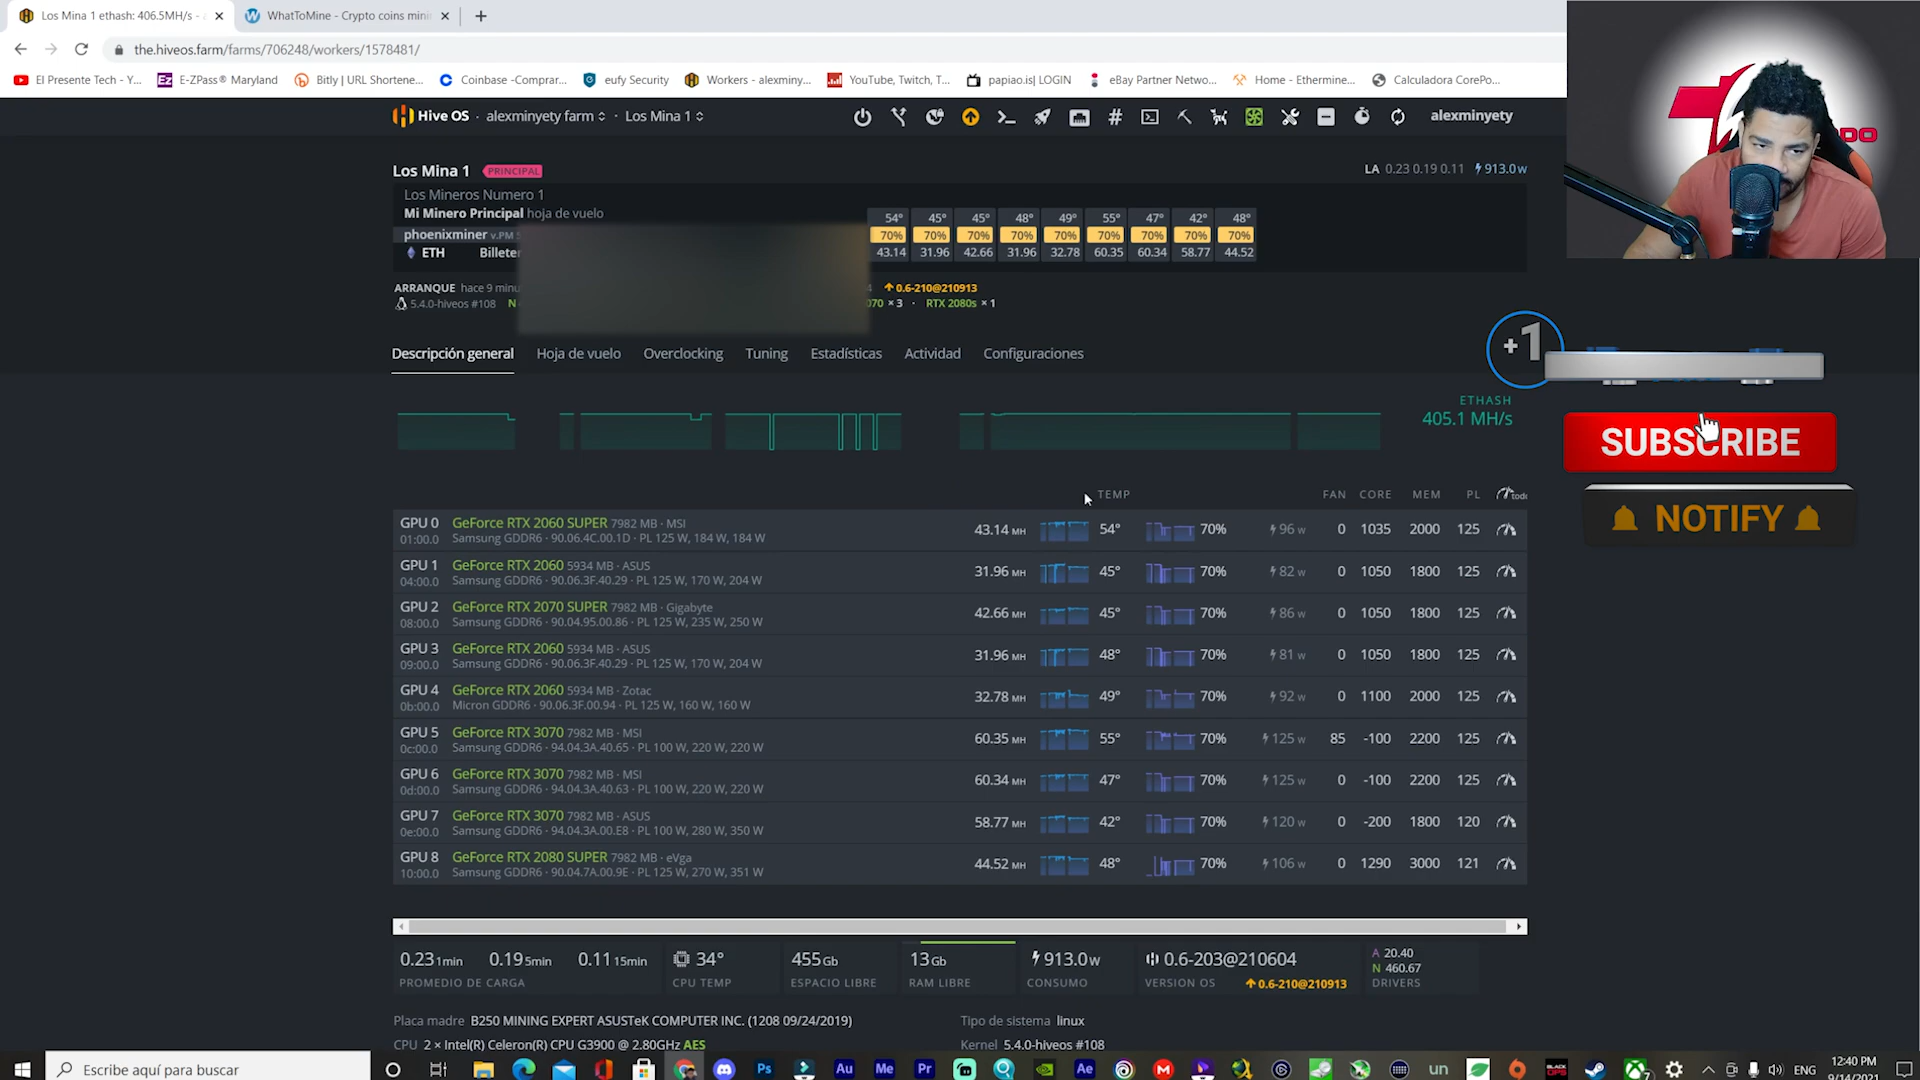 Los Mina 1 ethash: 406.5MH/s -
WhatToMine - Crypto coins mini
the.hiveos.farm/farms/706248/workers/1578481/
El Presente Tech - Y...
E-ZPass® Maryland
Bitly | URL Shortene...
Coinbase -Comprar...
eufy Security
Workers - alexminy...
YouTube, Twitch, T...
papiao.is| LOGIN
eBay Partner Netwo...
Home - Ethermine...
Calculadora CorePo...
Hive OS · alexminyety farm · Los Mina 1
alexminyety
Los Mina 1 PRINCIPAL
LA 0.23 0.19 0.11 913.0 w
Los Mineros Numero 1
Mi Minero Principal hoja de vuelo
54° 45° 45° 48° 49° 55° 47° 42° 48°
phoenixminer v.PM
70% 70% 70% 70% 70% 70% 70% 70% 70%
ETH
43.14 31.96 42.66 31.96 32.78 60.35 60.34 58.77 44.52
ARRANQUE hace 9
0.6-210@210913
5.4.0-hiveos #108 N
070 ×3 · RTX 2080s ×1
Descripción general Hoja de vuelo Overclocking Tuning Estadísticas Actividad Configuraciones
+1
ETHASH
405.1 MH/s
SUBSCRIBE
NOTIFY
TEMP FAN CORE MEM PL
GPU 0 GeForce RTX 2060 SUPER 7982 MB · MSI 43.14 MH 54° 70% 96 w 0 1035 2000 125
01:00.0 Samsung GDDR6 · 90.06.4C.00.1D · PL 125 W, 184 W, 184 W
GPU 1 GeForce RTX 2060 5934 MB · ASUS 31.96 MH 45° 70% 82 w 0 1050 1800 125
04:00.0 Samsung GDDR6 · 90.06.3F.40.29 · PL 125 W, 170 W, 204 W
GPU 2 GeForce RTX 2070 SUPER 7982 MB · Gigabyte 42.66 MH 45° 70% 86 w 0 1050 1800 125
08:00.0 Samsung GDDR6 · 90.04.95.00.86 · PL 125 W, 235 W, 250 W
GPU 3 GeForce RTX 2060 5934 MB · ASUS 31.96 MH 48° 70% 81 w 0 1050 1800 125
09:00.0 Samsung GDDR6 · 90.06.3F.40.29 · PL 125 W, 170 W, 204 W
GPU 4 GeForce RTX 2060 5934 MB · Zotac 32.78 MH 49° 70% 92 w 0 1100 2000 125
0b:00.0 Micron GDDR6 · 90.06.3F.00.94 · PL 125 W, 160 W, 160 W
GPU 5 GeForce RTX 3070 7982 MB · MSI 60.35 MH 55° 70% 125 w 85 -100 2200 125
0c:00.0 Samsung GDDR6 · 94.04.3A.40.65 · PL 100 W, 220 W, 220 W
GPU 6 GeForce RTX 3070 7982 MB · MSI 60.34 MH 47° 70% 125 w 0 -100 2200 125
0d:00.0 Samsung GDDR6 · 94.04.3A.40.63 · PL 100 W, 220 W, 220 W
GPU 7 GeForce RTX 3070 7982 MB · ASUS 58.77 MH 42° 70% 120 w 0 -200 1800 120
0e:00.0 Samsung GDDR6 · 94.04.3A.00.E8 · PL 100 W, 280 W, 350 W
GPU 8 GeForce RTX 2080 SUPER 7982 MB · eVga 44.52 MH 48° 70% 106 w 0 1290 3000 121
10:00.0 Samsung GDDR6 · 90.04.7A.00.9E · PL 125 W, 270 W, 351 W
0.23 1min 0.19 5min 0.11 15min 34° 455Gb 13Gb 913.0w 0.6-203@210604 A 20.40
N 460.67
PROMEDIO DE CARGA CPU TEMP ESPACIO LIBRE RAM LIBRE CONSUMO VERSION OS 0.6-210@210913 DRIVERS
Placa madre B250 MINING EXPERT ASUSTeK COMPUTER INC. (1208 09/24/2019)
Tipo de sistema linux
CPU 2 × Intel(R) Celeron(R) CPU G3900 @ 2.80GHz AES
Kernel 5.4.0-hiveos #108
Escribe aquí para buscar
ENG
12:40 PM
9/14/2021